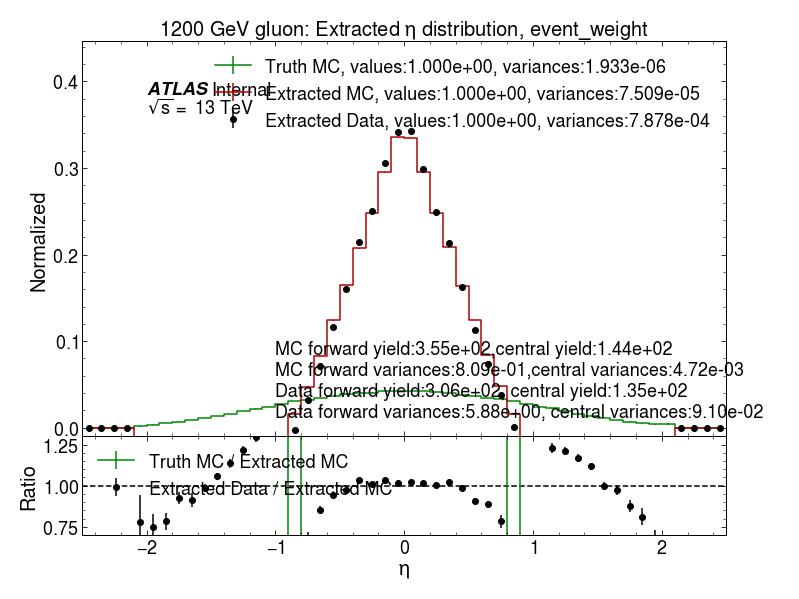 1200 GeV gluon: Extracted η distribution, event_weight
Truth MC, values:1.000e+00, variances:1.933e-06
ATLAS Internal
Extracted MC, values:1.000e+00, variances:7.509e-05
√s = 13 TeV
Extracted Data, values:1.000e+00, variances:7.878e-04
0.4
0.3
0.2
0.1
0.0
Normalized
MC forward yield:3.55e+02,central yield:1.44e+02
MC forward variances:8.09e-01,central variances:4.72e-03
Data forward yield:3.06e+02, central yield:1.35e+02
Data forward variances:5.88e+00, central variances:9.10e-02
1.25
1.00
0.75
Ratio
Truth MC / Extracted MC
Extracted Data / Extracted MC
−2 −1 0 1 2
η